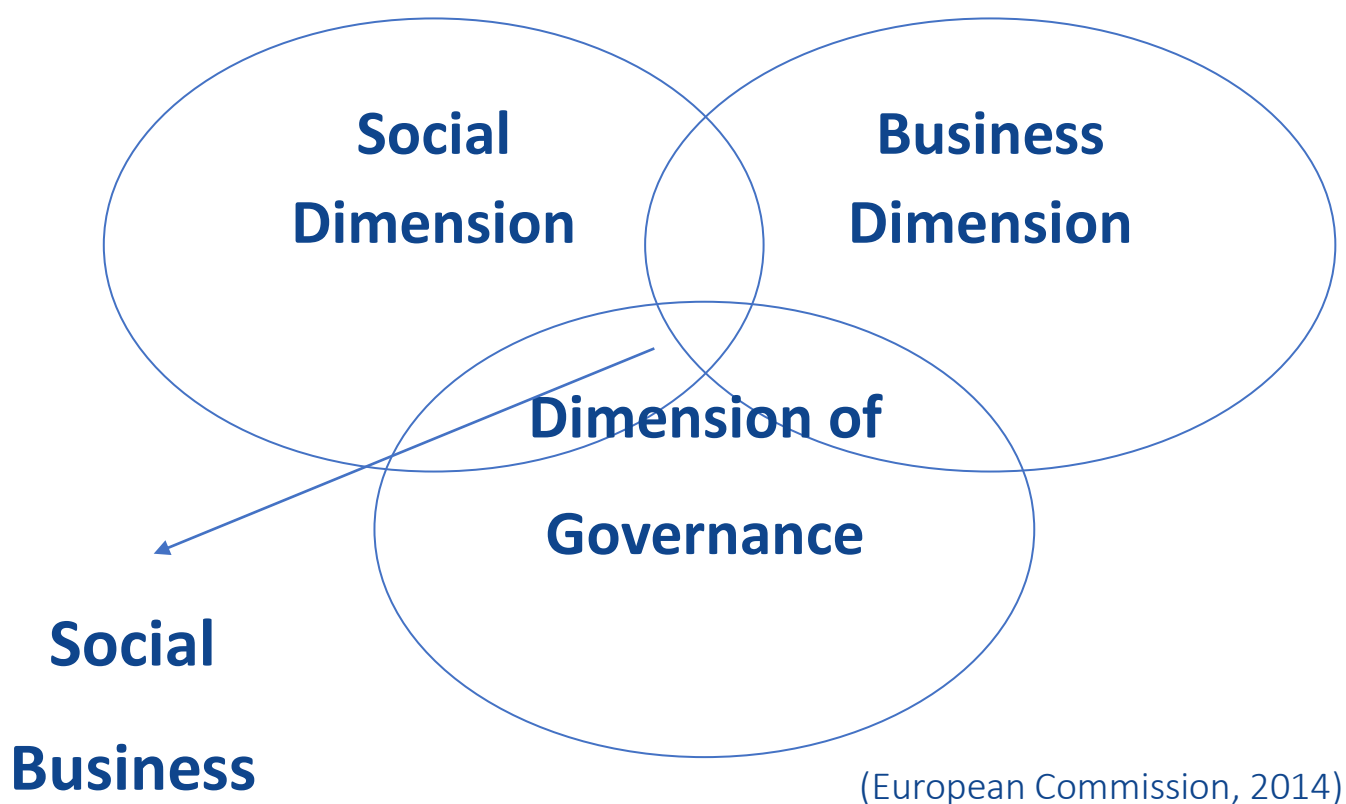 Social
Dimension
Business
Dimension
Dimension of
Governance
Social
Business
(European Commission, 2014)